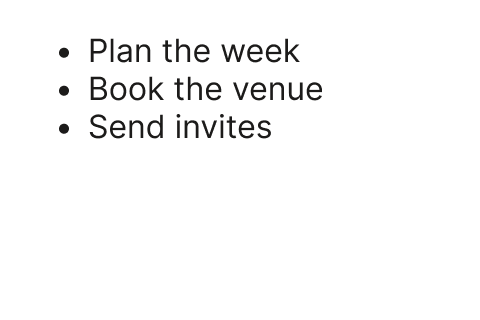 • Plan the week
• Book the venue
• Send invites